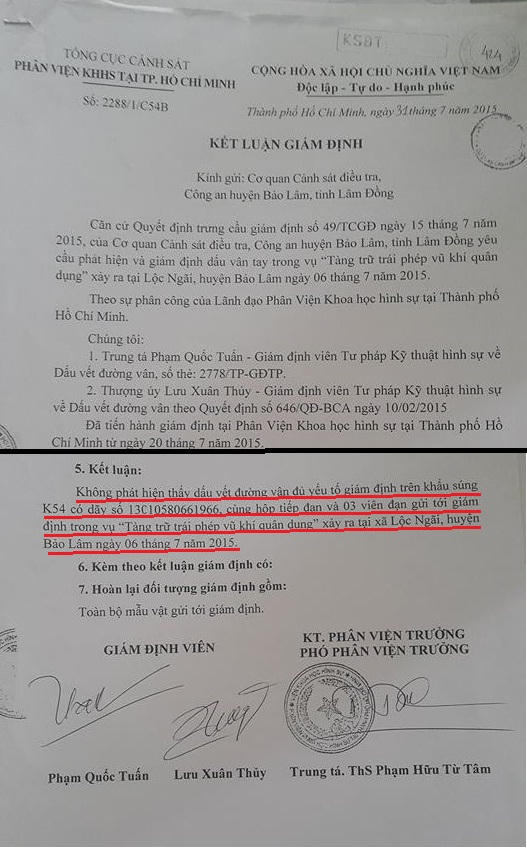 KSĐT
424
TỔNG CỤC CẢNH SÁT
PHÂN VIỆN KHHS TẠI TP. HỒ CHÍ MINH
Số: 2288/1/C54B
CỘNG HÒA XÃ HỘI CHỦ NGHĨA VIỆT NAM
Độc lập - Tự do - Hạnh phúc
Thành phố Hồ Chí Minh, ngày 31 tháng 7 năm 2015
KẾT LUẬN GIÁM ĐỊNH
Kính gửi: Cơ quan Cảnh sát điều tra,
Công an huyện Bảo Lâm, tỉnh Lâm Đồng
Căn cứ Quyết định trưng cầu giám định số 49/TCGĐ ngày 15 tháng 7 năm
2015, của Cơ quan Cảnh sát điều tra, Công an huyện Bảo Lâm, tỉnh Lâm Đồng yêu
cầu phát hiện và giám định dấu vân tay trong vụ “Tàng trữ trái phép vũ khí quân
dụng” xảy ra tại Lộc Ngãi, huyện Bảo Lâm ngày 06 tháng 7 năm 2015.
Theo sự phân công của Lãnh đạo Phân Viện Khoa học hình sự tại Thành phố
Hồ Chí Minh.
Chúng tôi:
1. Trung tá Phạm Quốc Tuấn - Giám định viên Tư pháp Kỹ thuật hình sự về
Dấu vết đường vân, số thẻ: 2778/TP-GĐTP.
2. Thượng úy Lưu Xuân Thủy - Giám định viên Tư pháp Kỹ thuật hình sự
về Dấu vết đường vân theo Quyết định số 646/QĐ-BCA ngày 10/02/2015
Đã tiến hành giám định tại Phân Viện Khoa học hình sự tại Thành phố Hồ
Chí Minh từ ngày 20 tháng 7 năm 2015.
5. Kết luận:
Không phát hiện thấy dấu vết đường vân đủ yếu tố giám định trên khẩu súng
K54 có dãy số 13C10580661966, cùng hộp tiếp đạn và 03 viên đạn gửi tới giám
định trong vụ “Tàng trữ trái phép vũ khí quân dụng” xảy ra tại xã Lộc Ngãi, huyện
Bảo Lâm ngày 06 tháng 7 năm 2015.
6. Kèm theo kết luận giám định có:
7. Hoàn lại đối tượng giám định gồm:
Toàn bộ mẫu vật gửi tới giám định.
GIÁM ĐỊNH VIÊN
KT. PHÂN VIỆN TRƯỞNG
PHÓ PHÂN VIỆN TRƯỞNG
Phạm Quốc Tuấn
Lưu Xuân Thủy
Trung tá. ThS Phạm Hữu Từ Tâm